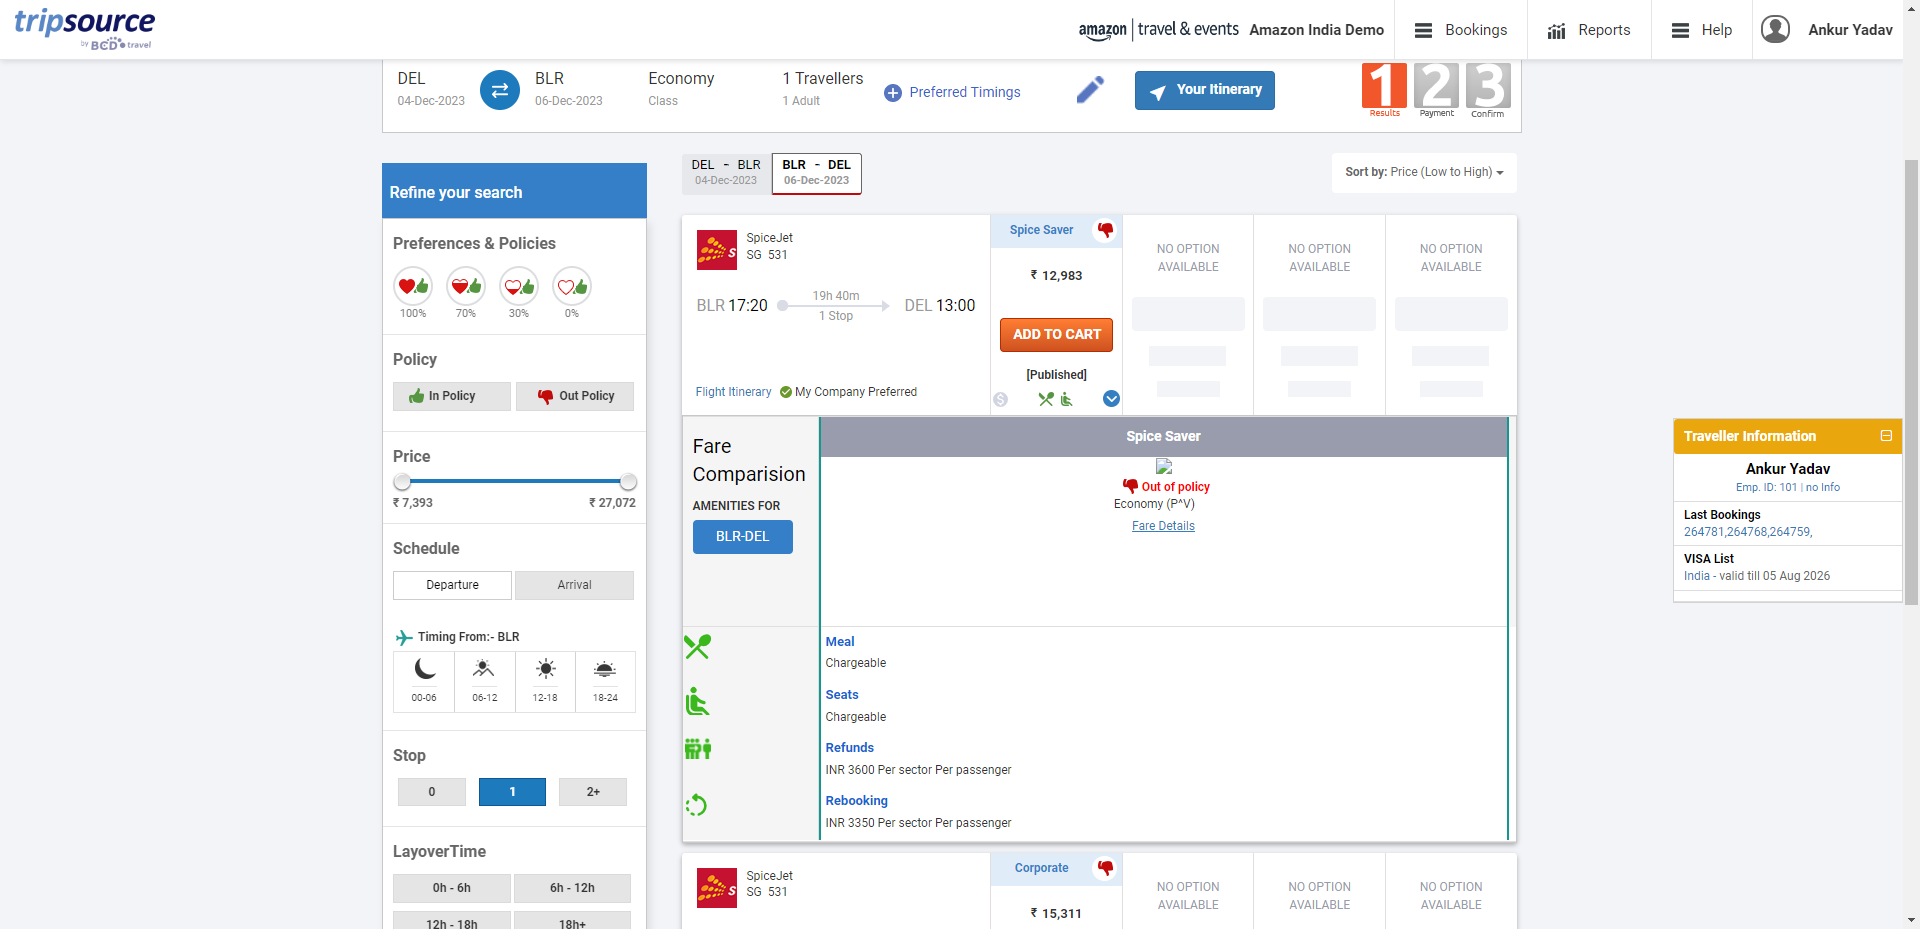 tripsource
by BCD travel
amazon | travel & events
Amazon India Demo
Bookings
Reports
Help
Ankur Yadav
DEL
04-Dec-2023
BLR
06-Dec-2023
Economy
Class
1 Travellers
1 Adult
Preferred Timings
Your Itinerary
1 2 3
Results Payment Confirm
DEL - BLR
04-Dec-2023
BLR - DEL
06-Dec-2023
Sort by: Price (Low to High)
Refine your search
Preferences & Policies
100% 70% 30% 0%
Policy
In Policy
Out Policy
Price
₹ 7,393 ₹ 27,072
Schedule
Departure Arrival
Timing From:- BLR
00-06 06-12 12-18 18-24
Stop
0 1 2+
LayoverTime
0h - 6h 6h - 12h
12h - 18h 18h+
SpiceJet
SG 531
BLR 17:20
19h 40m
1 Stop
DEL 13:00
Flight Itinerary
My Company Preferred
Spice Saver
₹ 12,983
ADD TO CART
[Published]
NO OPTION
AVAILABLE
NO OPTION
AVAILABLE
NO OPTION
AVAILABLE
Fare
Comparision
AMENITIES FOR
BLR-DEL
Spice Saver
Out of policy
Economy (P^V)
Fare Details
Meal
Chargeable
Seats
Chargeable
Refunds
INR 3600 Per sector Per passenger
Rebooking
INR 3350 Per sector Per passenger
SpiceJet
SG 531
Corporate
₹ 15,311
NO OPTION
AVAILABLE
NO OPTION
AVAILABLE
NO OPTION
AVAILABLE
Traveller Information
Ankur Yadav
Emp. ID: 101 | no Info
Last Bookings
264781,264768,264759,
VISA List
India - valid till 05 Aug 2026